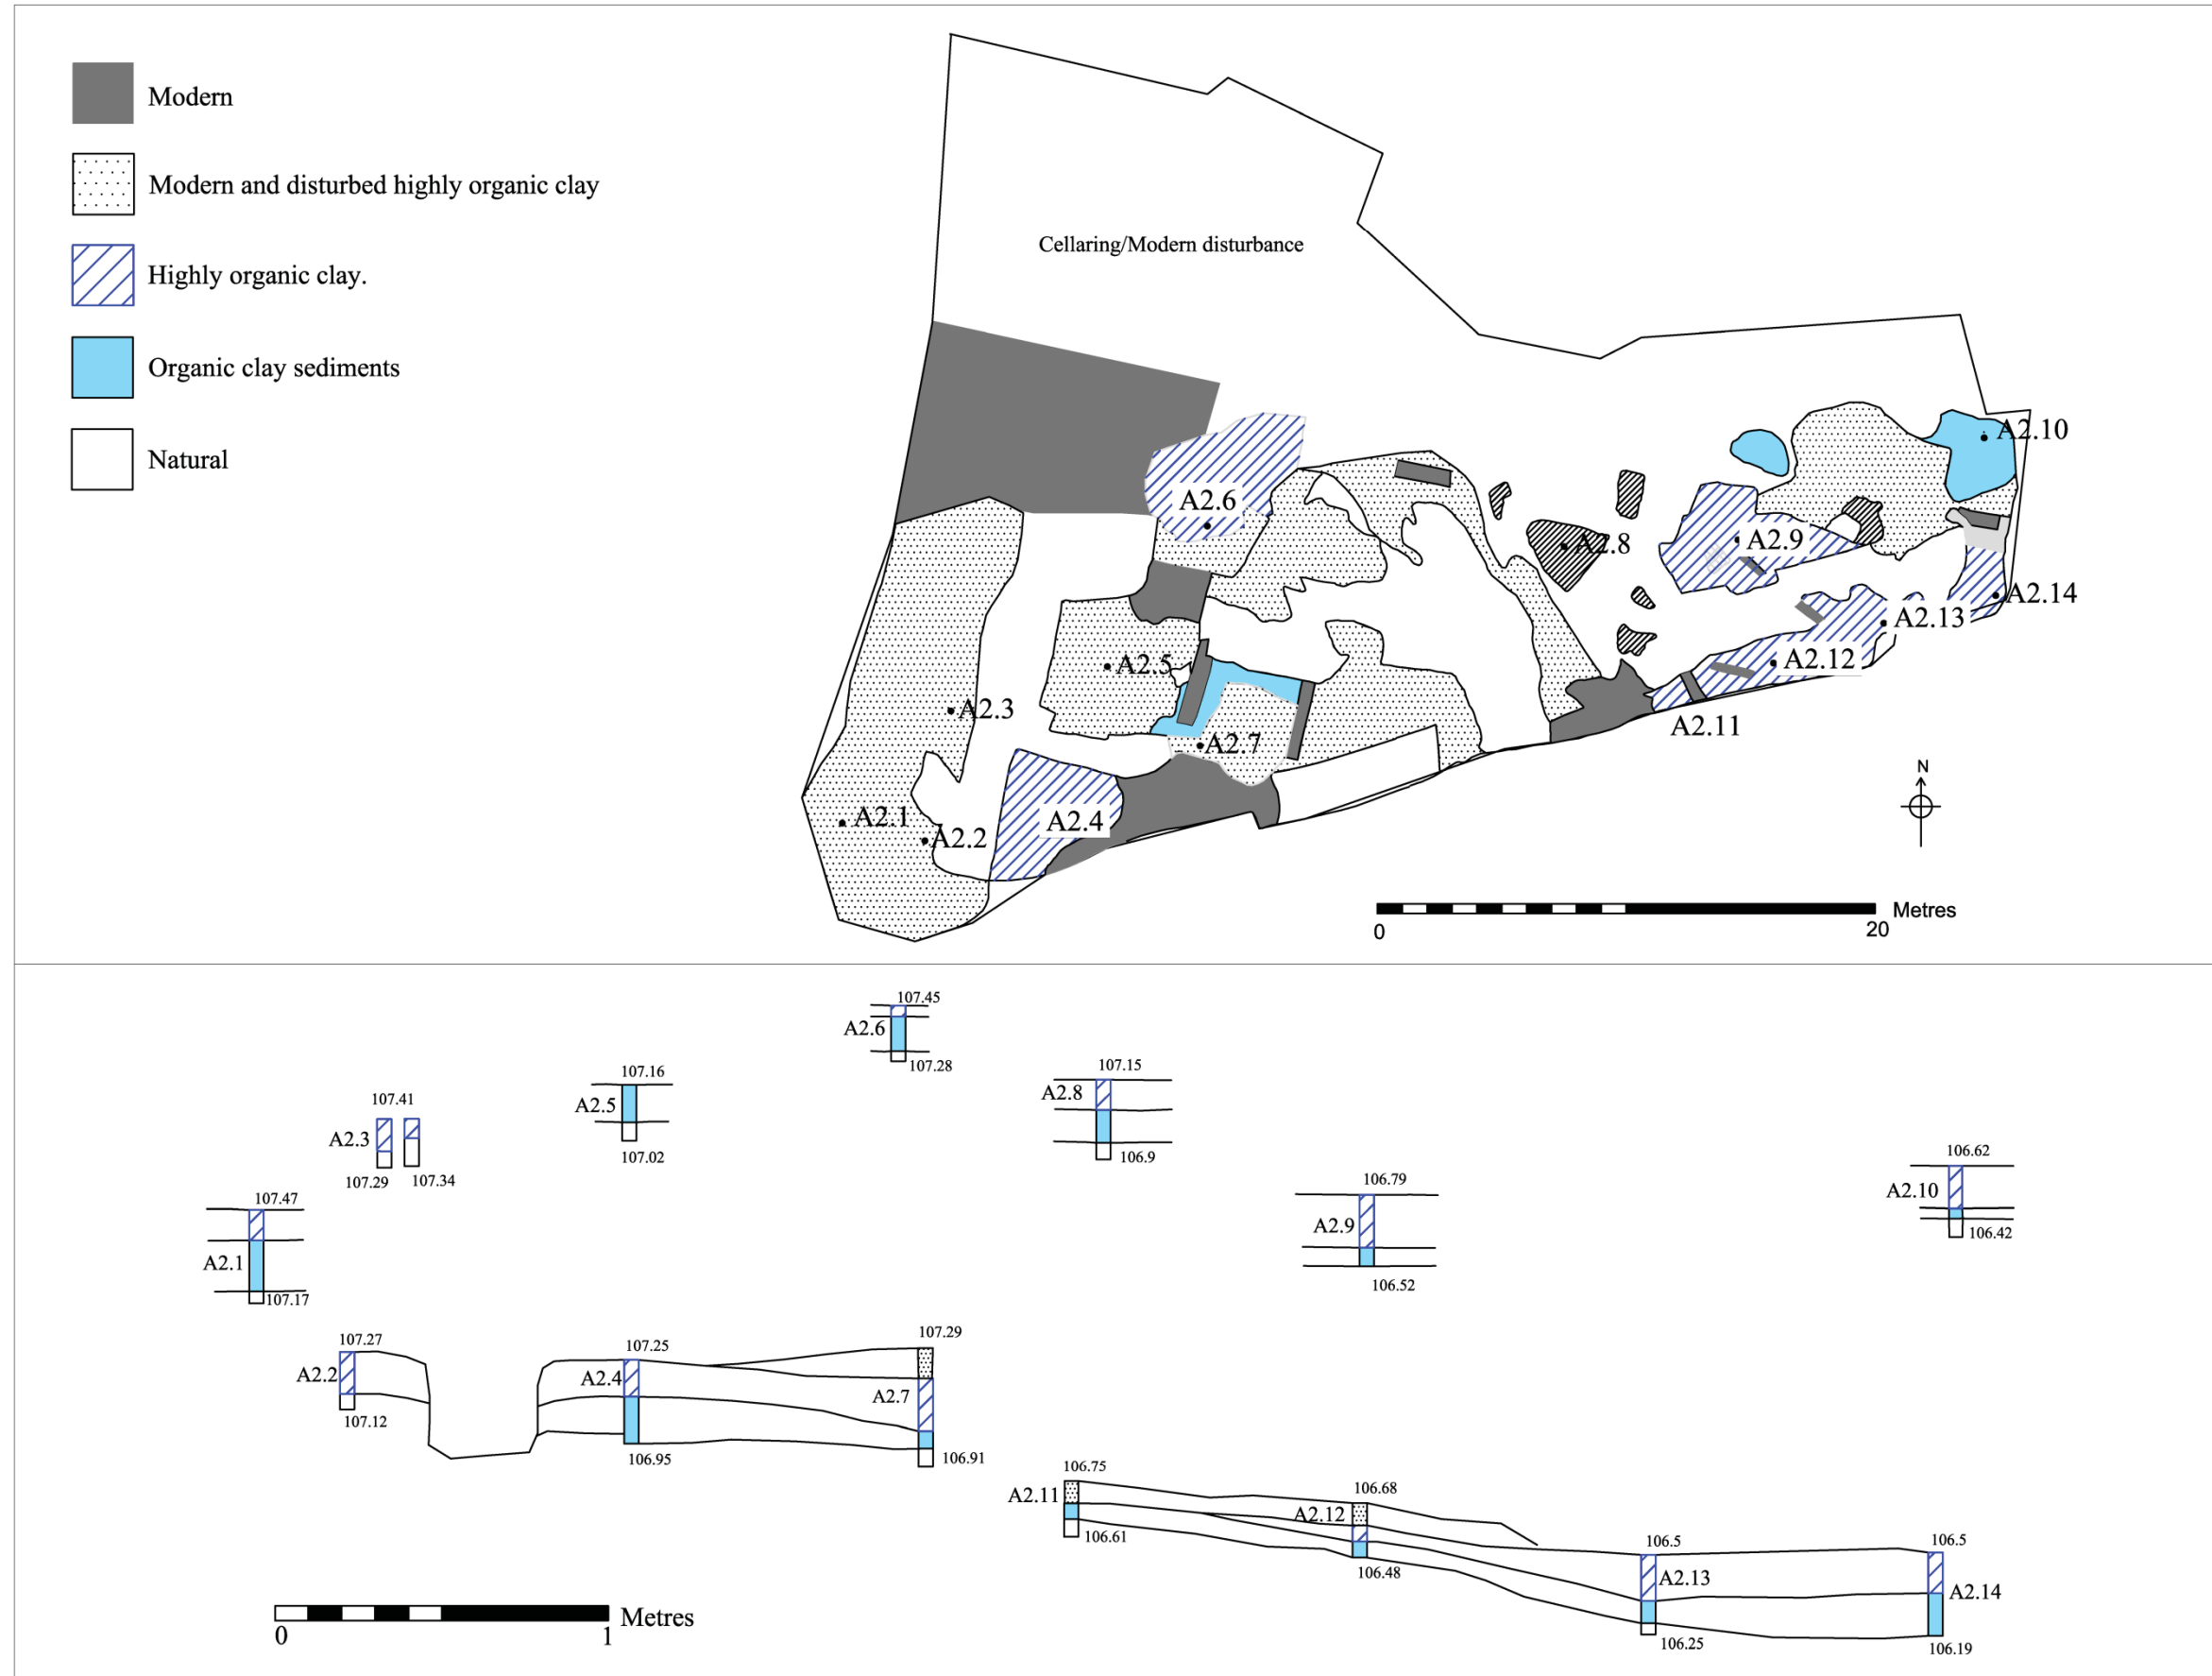 Modern
Modern and disturbed highly organic clay
Highly organic clay.
Organic clay sediments
Natural
Cellaring/Modern disturbance
A2.10
A2.6
A2.8
A2.9
A2.14
A2.13
A2.5
A2.12
A2.3
A2.11
A2.7
A2.1
A2.4
A2.2
N
Metres
0 20
107.45
A2.6
107.28
107.16
A2.5
107.02
107.15
A2.8
106.9
107.41
A2.3
107.29 107.34
106.62
A2.10
106.42
106.79
A2.9
106.52
107.47
A2.1
107.17
107.27
A2.2
107.12
107.25
A2.4
106.95
107.29
A2.7
106.91
106.75
A2.11
106.61
106.68
A2.12
106.48
106.5
A2.13
106.25
106.5
A2.14
106.19
Metres
0 1